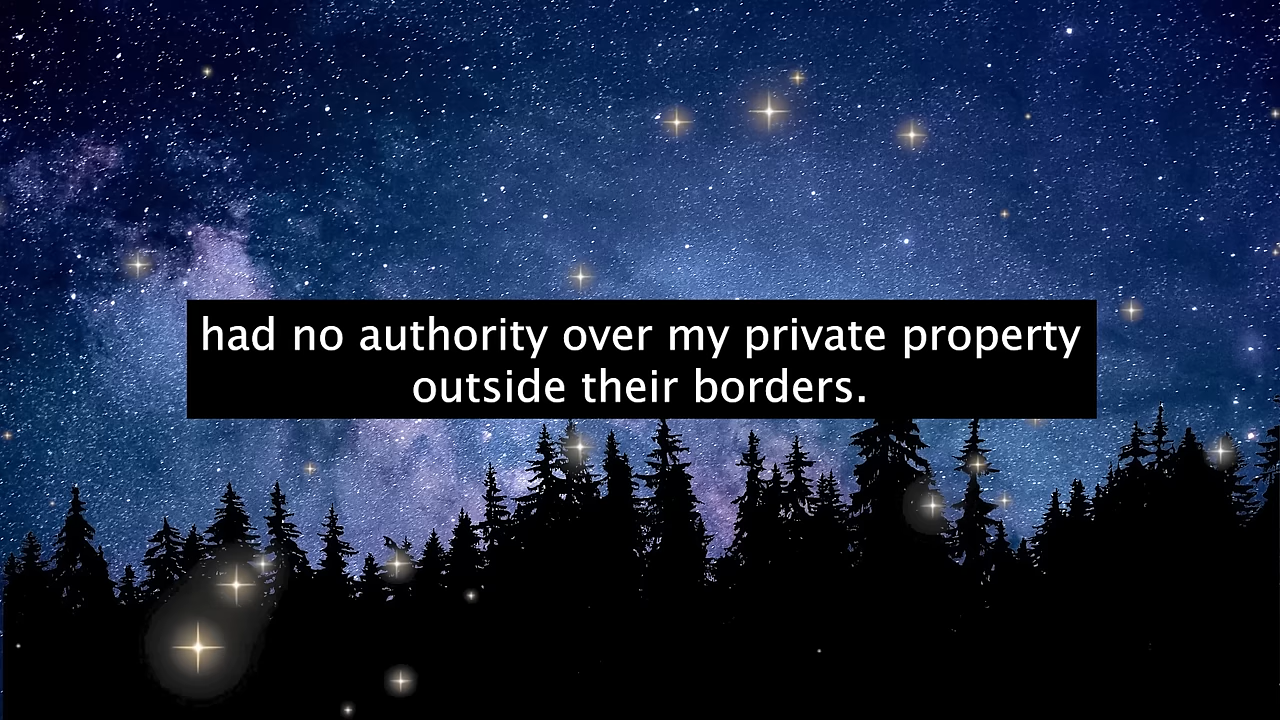 had no authority over my private property
outside their borders.